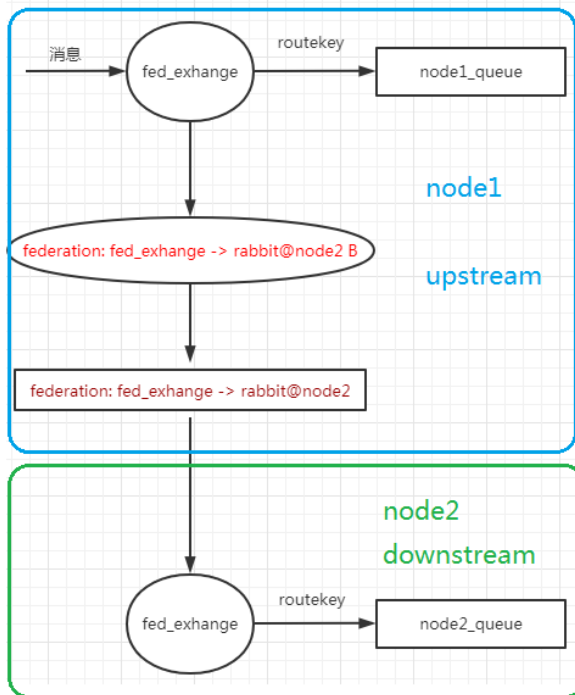 消息
fed_exhange
routekey
node1_queue
node1
upstream
federation: fed_exhange -> rabbit@node2 B
federation: fed_exhange -> rabbit@node2
node2
downstream
fed_exhange
routekey
node2_queue